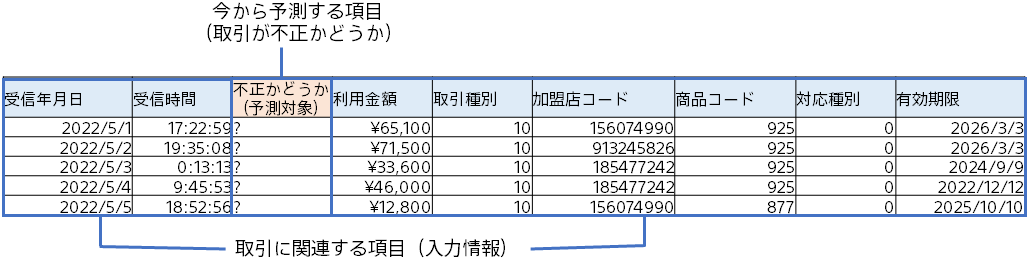 今から予測する項目
（取引が不正かどうか）
受信年月日 受信時間 不正かどうか（予測対象） 利用金額 取引種別 加盟店コード 商品コード 対応種別 有効期限
2022/5/1 17:22:59 ? ¥65,100 10 156074990 925 0 2026/3/3
2022/5/2 19:35:08 ? ¥71,500 10 913245826 925 0 2026/3/3
2022/5/3 0:13:13 ? ¥33,600 10 185477242 925 0 2024/9/9
2022/5/4 9:45:53 ? ¥46,000 10 185477242 925 0 2022/12/12
2022/5/5 18:52:56 ? ¥12,800 10 156074990 877 0 2025/10/10
取引に関連する項目（入力情報）